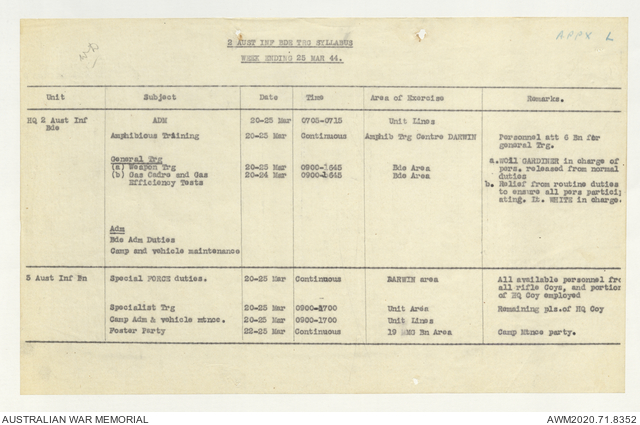 APPX L
2 AUST INF BDE TRG SYLLABUS
WEEK ENDING 25 MAR 44.
Unit Subject Date Time Area of Exercise Remarks.
HQ 2 Aust Inf Bde ADM 20-25 Mar 0705-0715 Unit Lines
Amphibious Training 20-23 Mar Continuous Amphib Trg Centre DARWIN Personnel att 6 Bn for
general Trg.
General Trg
(a) Weapon Trg 20-25 Mar 0900-1645 Bde Area a. WOii GARDINER in charge of
pers. released from normal
duties
(b) Gas Cadre and Gas 20-24 Mar 0900-1645 Bde Area
Efficiency Tests
b. Relief from routine duties
to ensure all pers partici
ating. Lt. WHITE in charge.
Adm
Bde Adm Duties
Camp and vehicle maintenance
5 Aust Inf Bn Special FORCE duties. 20-25 Mar Continuous DARWIN area All available personnel
all rifle Coys, and portion
of HQ Coy employed
Specialist Trg 20-25 Mar 0900-1700 Unit Area Remaining pls.of HQ Coy
Camp Adm & vehicle mtnce. 20-25 Mar 0900-1700 Unit Lines
Foster Party 22-25 Mar Continuous 19 MG Bn Area Camp Mtnce party.
AUSTRALIAN WAR MEMORIAL
AWM2020.71.8352